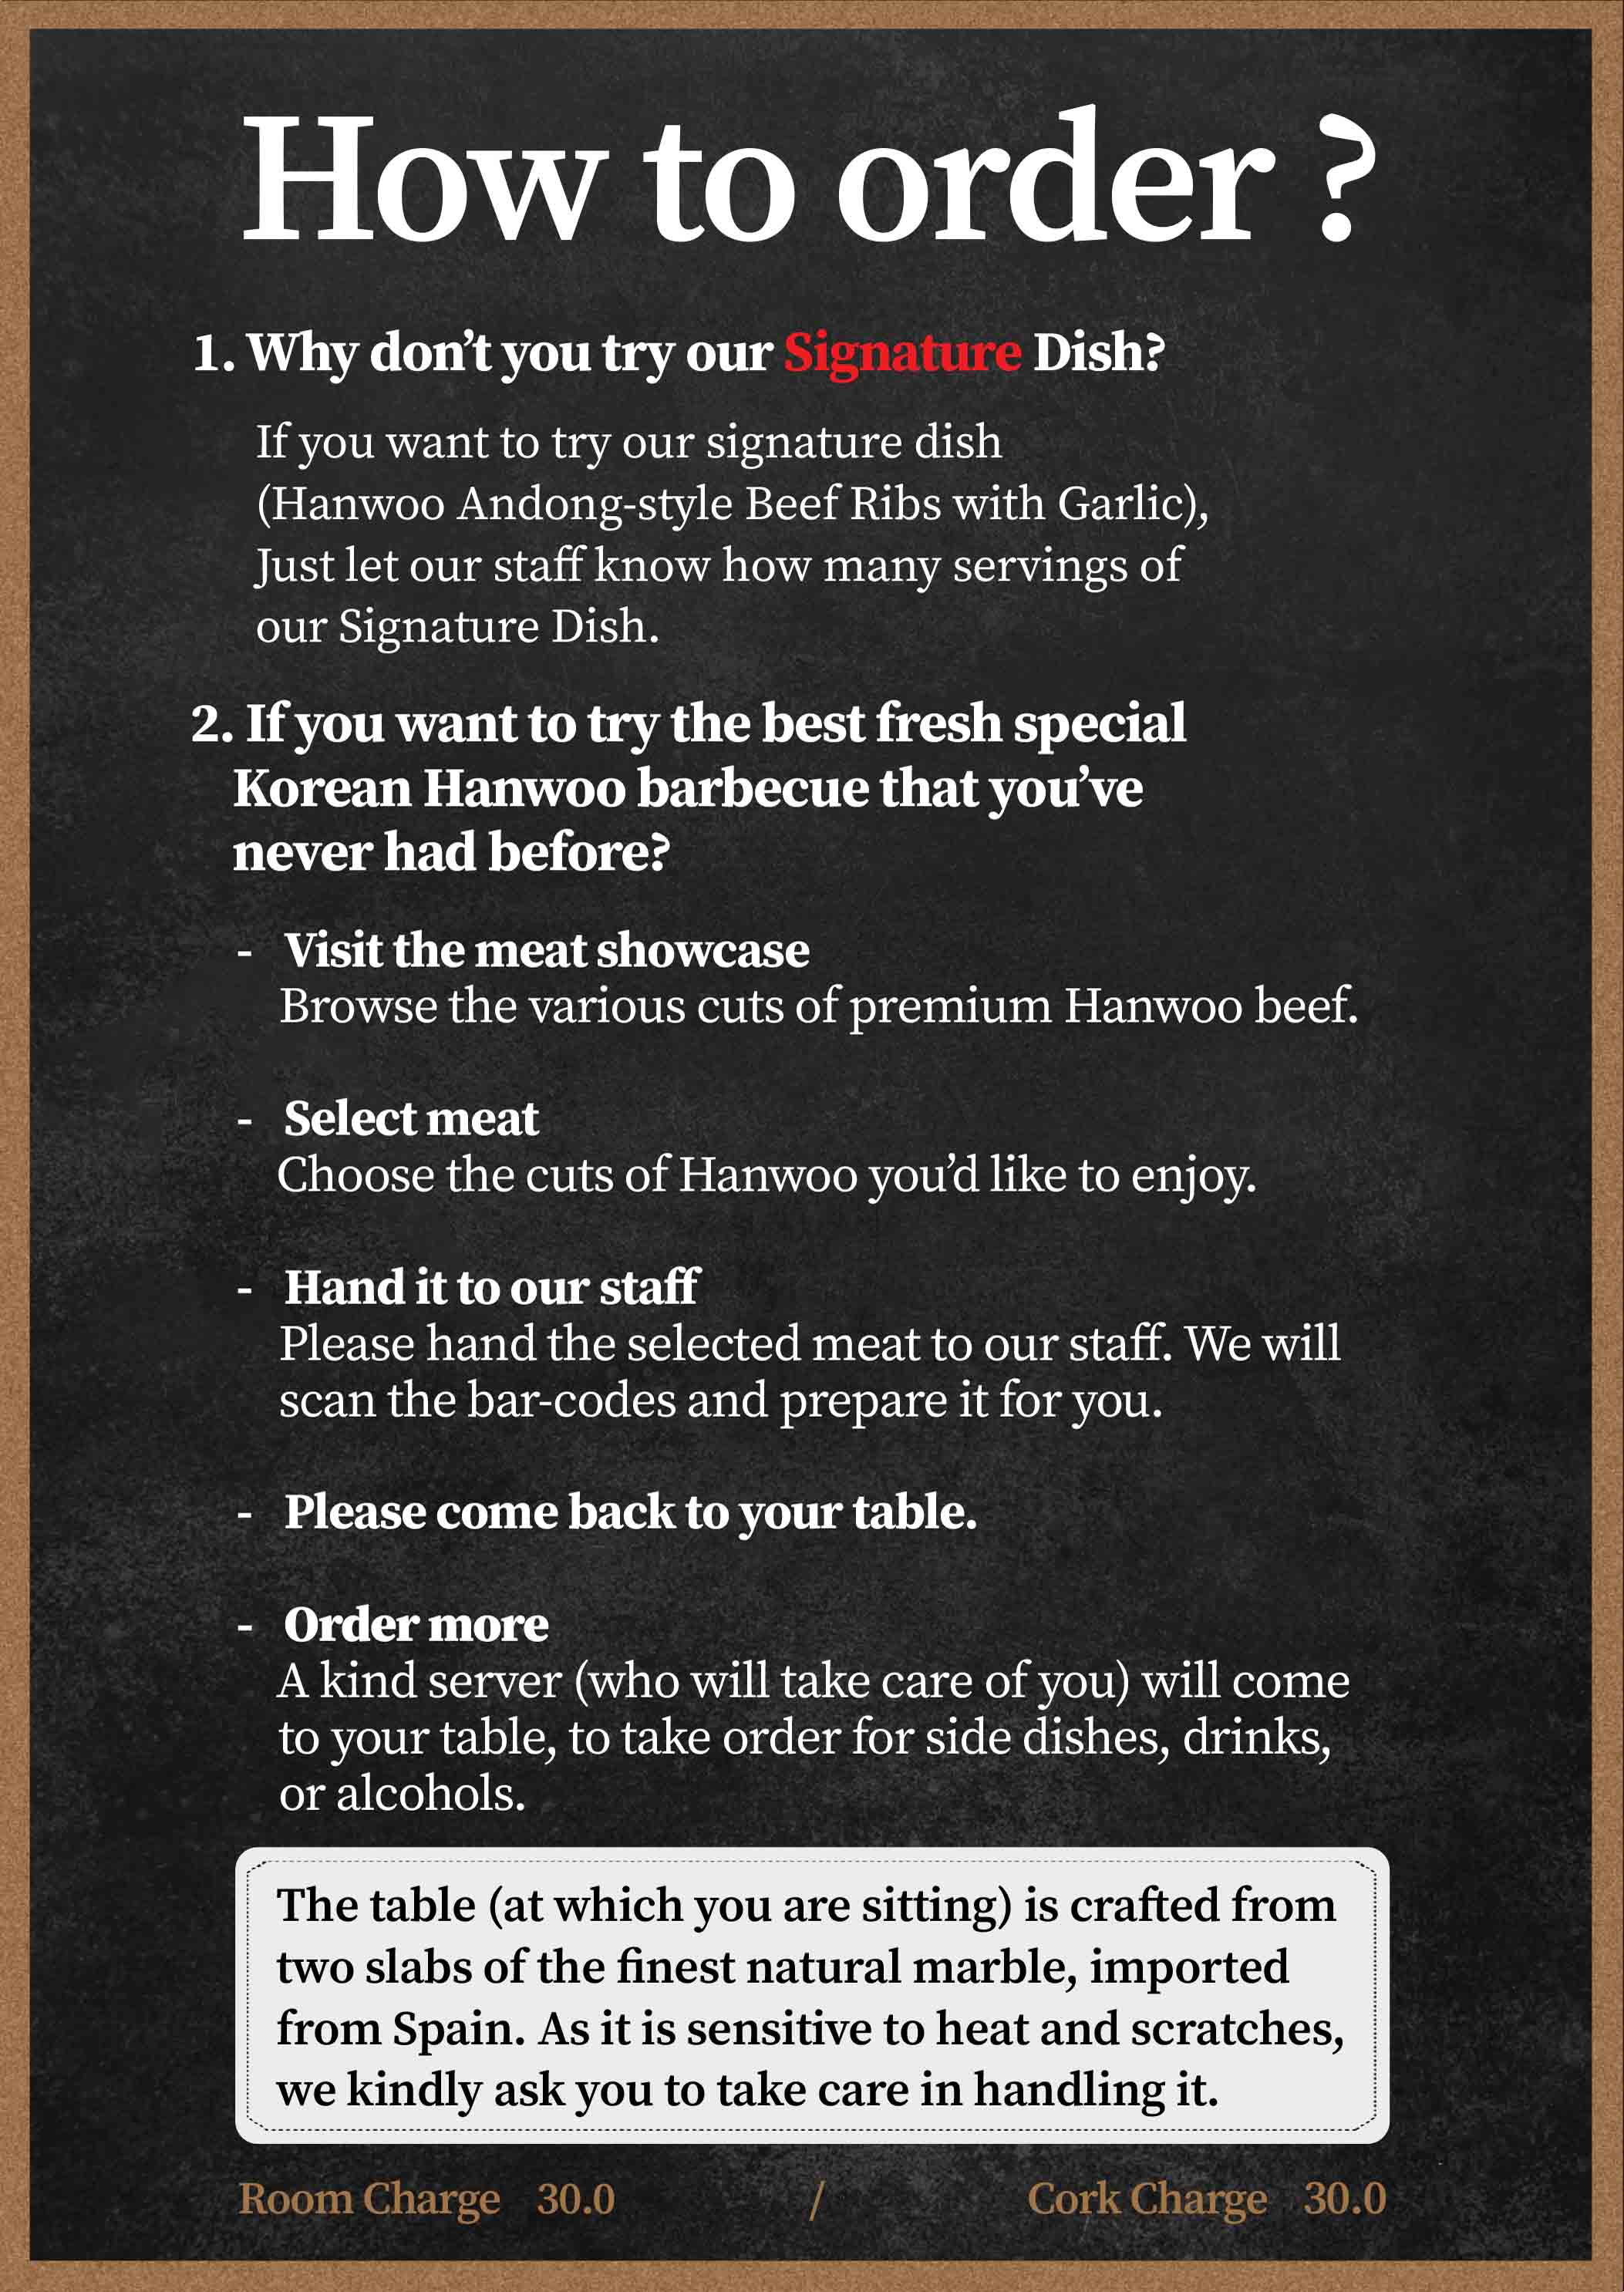 How to order ?
1. Why don’t you try our Signature Dish?
If you want to try our signature dish
(Hanwoo Andong-style Beef Ribs with Garlic),
Just let our staff know how many servings of
our Signature Dish.
2. If you want to try the best fresh special
Korean Hanwoo barbecue that you’ve
never had before?
- Visit the meat showcase
Browse the various cuts of premium Hanwoo beef.
- Select meat
Choose the cuts of Hanwoo you’d like to enjoy.
- Hand it to our staff
Please hand the selected meat to our staff. We will
scan the bar-codes and prepare it for you.
- Please come back to your table.
- Order more
A kind server (who will take care of you) will come
to your table, to take order for side dishes, drinks,
or alcohols.
The table (at which you are sitting) is crafted from
two slabs of the finest natural marble, imported
from Spain. As it is sensitive to heat and scratches,
we kindly ask you to take care in handling it.
Room Charge 30.0 / Cork Charge 30.0